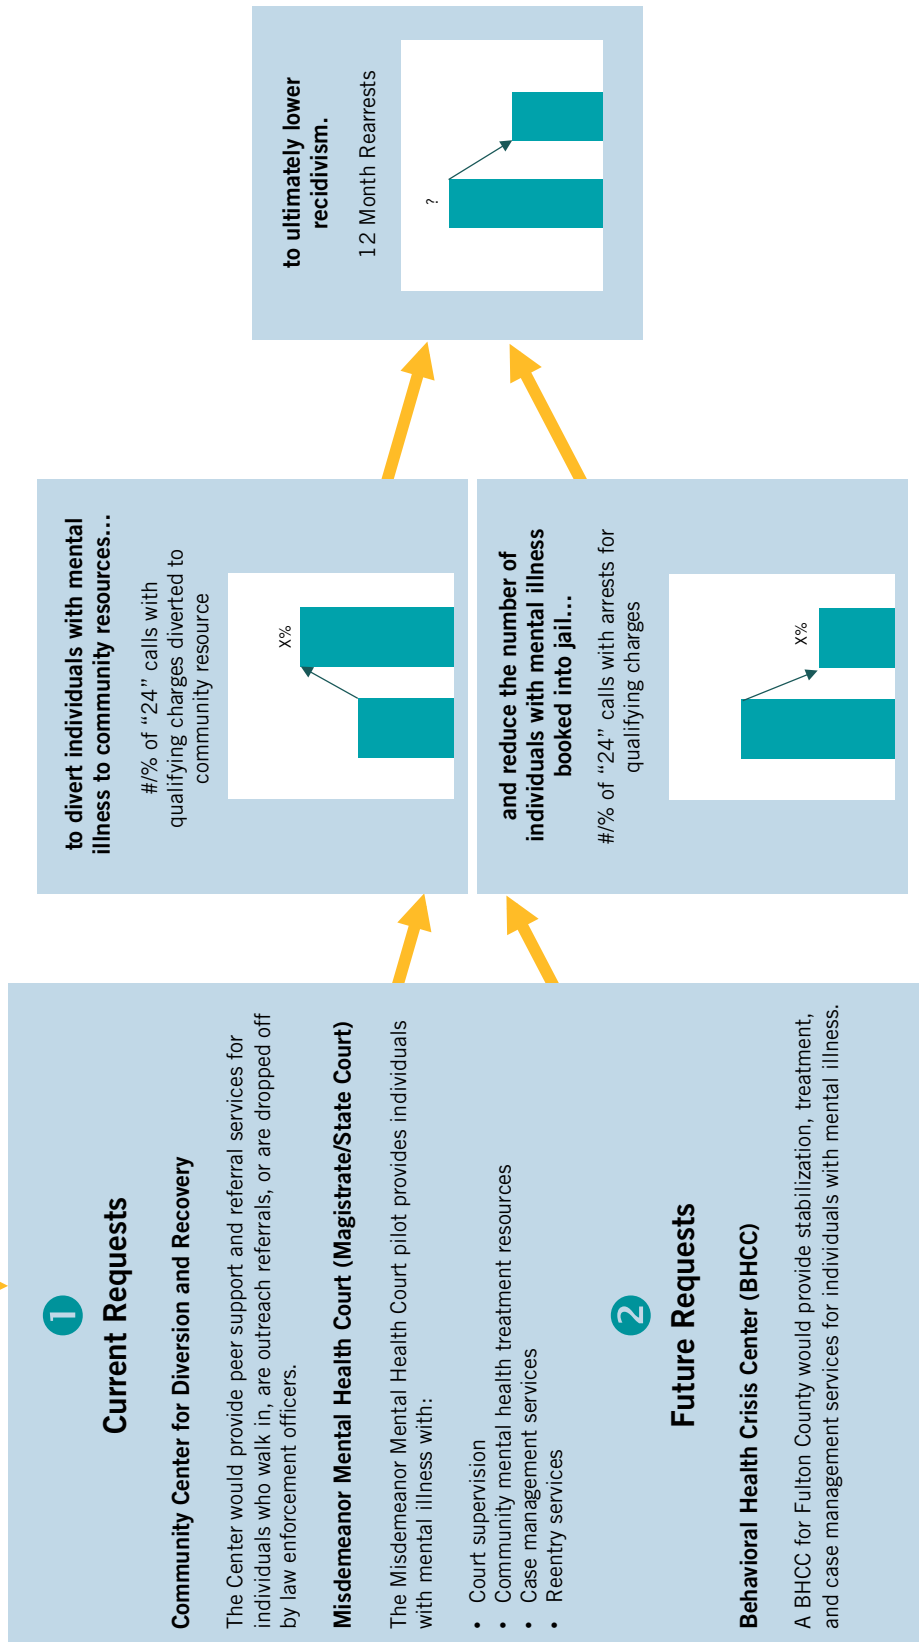 1
Current Requests
Community Center for Diversion and Recovery
The Center would provide peer support and referral services for
individuals who walk in, are outreach referrals, or are dropped off
by law enforcement officers.
Misdemeanor Mental Health Court (Magistrate/State Court)
The Misdemeanor Mental Health Court pilot provides individuals
with mental illness with:
• Court supervision
• Community mental health treatment resources
• Case management services
• Reentry services
2
Future Requests
Behavioral Health Crisis Center (BHCC)
A BHCC for Fulton County would provide stabilization, treatment,
and case management services for individuals with mental illness.
to divert individuals with mental
illness to community resources...
#/% of “24” calls with
qualifying charges diverted to
community resource
X%
and reduce the number of
individuals with mental illness
booked into jail...
#/% of “24” calls with arrests for
qualifying charges
X%
to ultimately lower
recidivism.
12 Month Rearrests
?